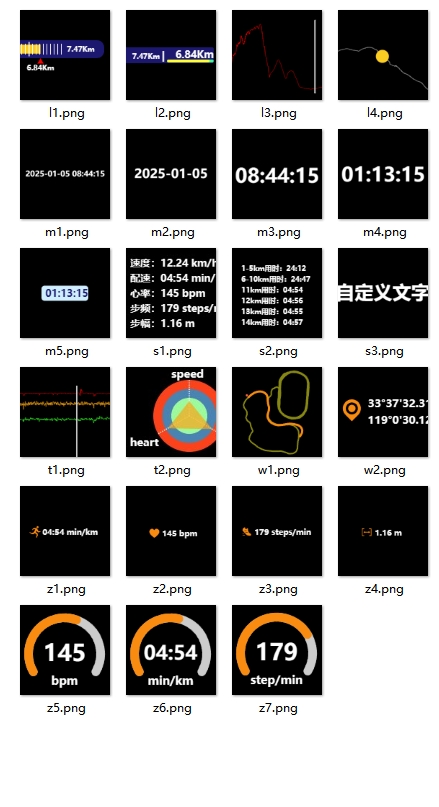 7.47Km
6.84Km
7.47Km
6.84Km
l1.png
l2.png
l3.png
l4.png
2025-01-05 08:44:15
2025-01-05
08:44:15
01:13:15
m1.png
m2.png
m3.png
m4.png
01:13:15
速度：12.24 km/h
配速：04:54 min/
心率：145 bpm
步频：179 steps/
步幅：1.16 m
1-5km用时：24:12
6-10km用时：24:47
11km用时：04:54
12km用时：04:56
13km用时：04:55
14km用时：04:57
自定义文字
m5.png
s1.png
s2.png
s3.png
speed
heart
33°37'32.3
119°0'30.12
t1.png
t2.png
w1.png
w2.png
04:54 min/km
145 bpm
179 steps/min
1.16 m
z1.png
z2.png
z3.png
z4.png
145
bpm
04:54
min/km
179
step/min
z5.png
z6.png
z7.png